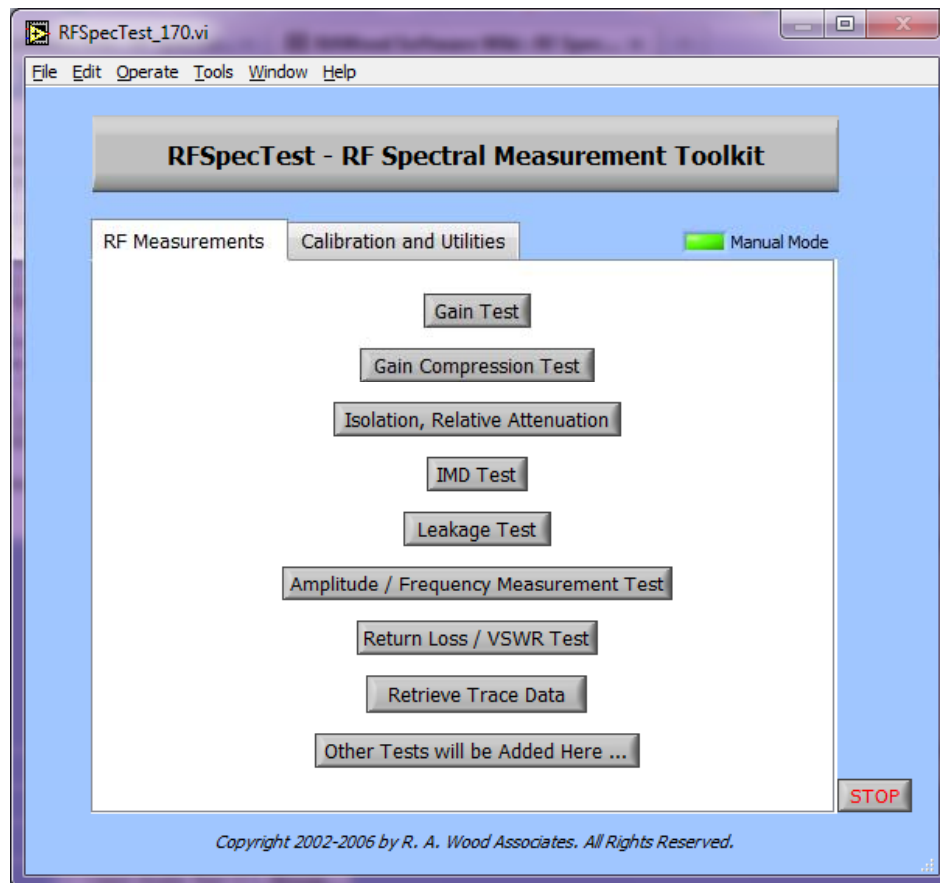 RFSpecTest_170.vi
File Edit Operate Tools Window Help
RFSpecTest - RF Spectral Measurement Toolkit
RF Measurements Calibration and Utilities Manual Mode
Gain Test
Gain Compression Test
Isolation, Relative Attenuation
IMD Test
Leakage Test
Amplitude / Frequency Measurement Test
Return Loss / VSWR Test
Retrieve Trace Data
Other Tests will be Added Here ...
STOP
Copyright 2002-2006 by R. A. Wood Associates. All Rights Reserved.